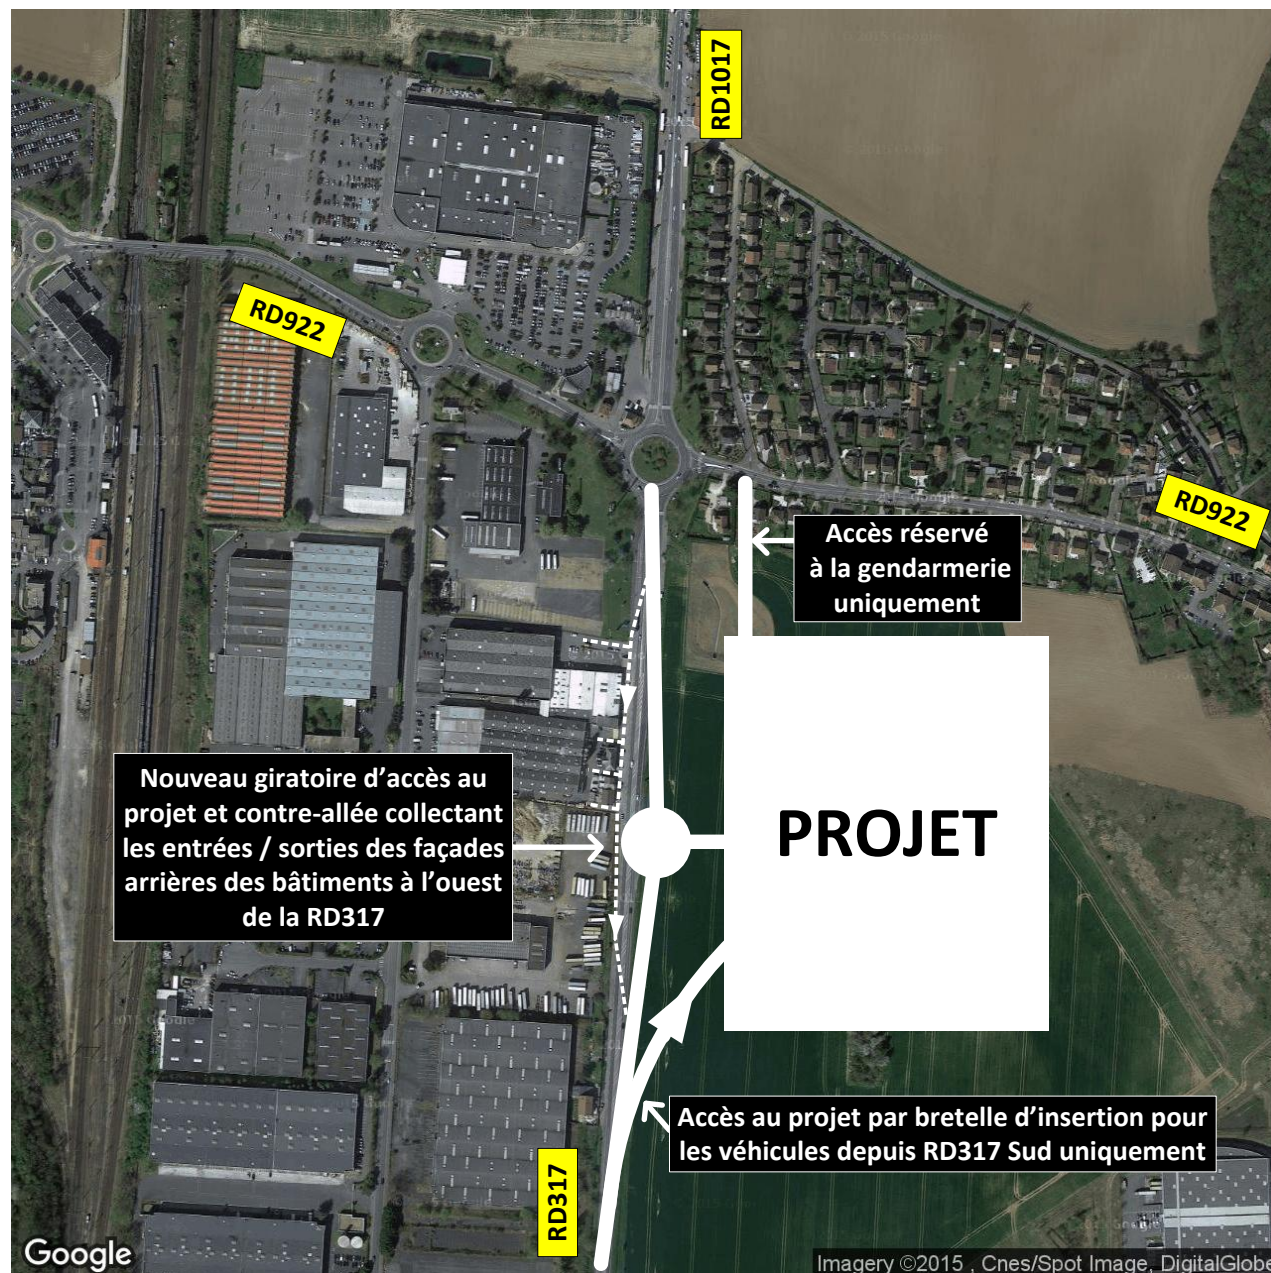 RD1017
RD922
RD922
Accès réservé
à la gendarmerie
uniquement
Nouveau giratoire d’accès au
projet et contre-allée collectant
les entrées / sorties des façades
arrières des bâtiments à l’ouest
de la RD317
PROJET
Accès au projet par bretelle d’insertion pour
les véhicules depuis RD317 Sud uniquement
RD317
Google
Imagery ©2015 , Cnes/Spot Image, DigitalGlobe